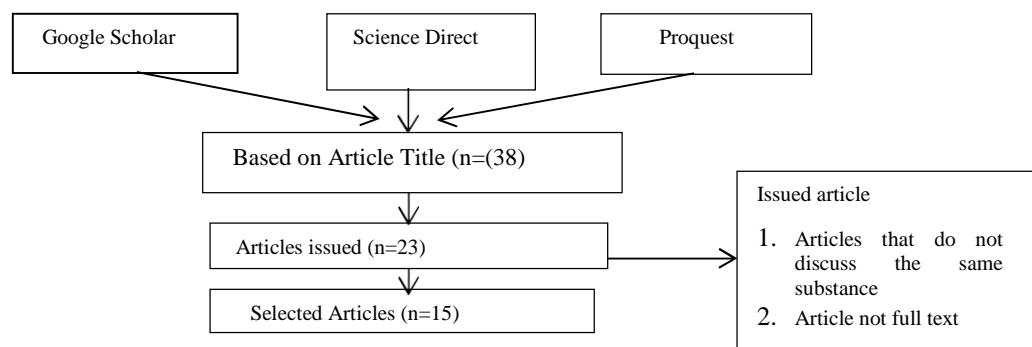 Google Scholar
Science Direct
Proquest
Based on Article Title (n=(38)
Articles issued (n=23)
Selected Articles (n=15)
Issued article
1. Articles that do not
discuss the same
substance
2. Article not full text